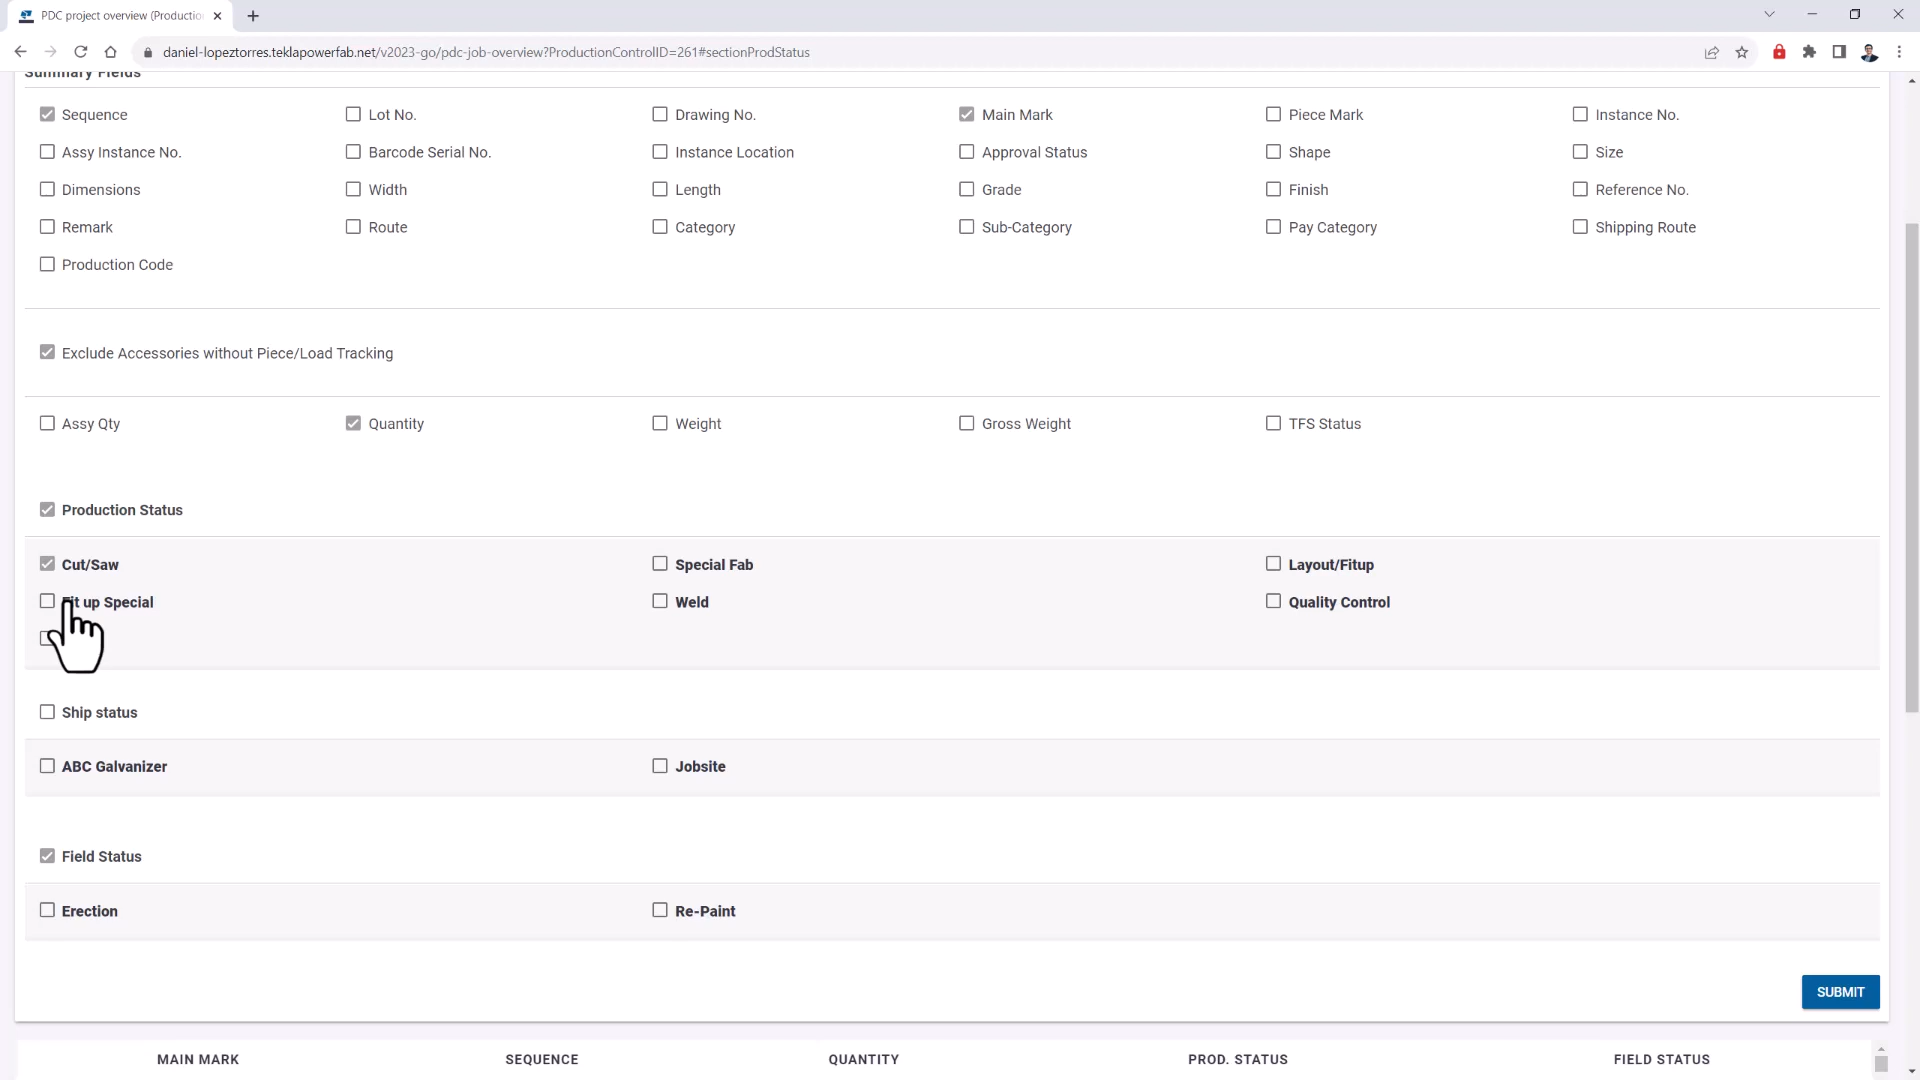 PDC project overview (Productio
daniel-lopeztorres.teklapowerfab.net/v2023-go/pdc-job-overview?ProductionControlID=261#sectionProdStatus
Summary Fields
Sequence Lot No. Drawing No. Main Mark Piece Mark Instance No.
Assy Instance No. Barcode Serial No. Instance Location Approval Status Shape Size
Dimensions Width Length Grade Finish Reference No.
Remark Route Category Sub-Category Pay Category Shipping Route
Production Code
Exclude Accessories without Piece/Load Tracking
Assy Qty Quantity Weight Gross Weight TFS Status
Production Status
Cut/Saw Special Fab Layout/Fitup
Fit up Special Weld Quality Control
Ship status
ABC Galvanizer Jobsite
Field Status
Erection Re-Paint
SUBMIT
MAIN MARK SEQUENCE QUANTITY PROD. STATUS FIELD STATUS